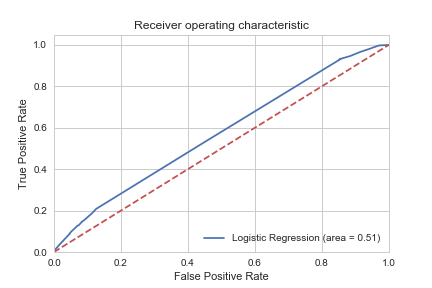 Receiver operating characteristic
True Positive Rate
1.0
0.8
0.6
0.4
0.2
0.0
Logistic Regression (area = 0.51)
0.0 0.2 0.4 0.6 0.8 1.0
False Positive Rate